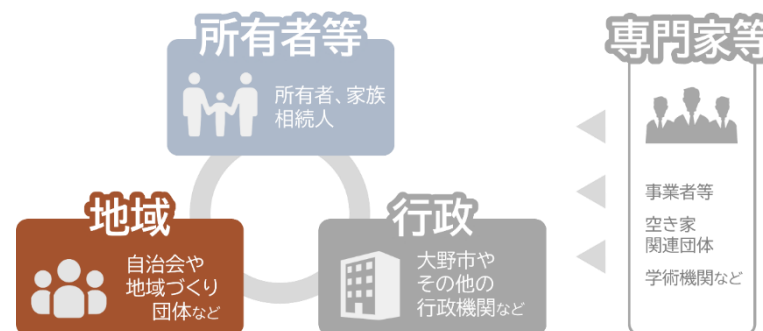 所有者等
所有者、家族
相続人
地域
自治会や
地域づくり
団体など
行政
大野市や
その他の
行政機関など
専門家等
事業者等
空き家
関連団体
学術機関など